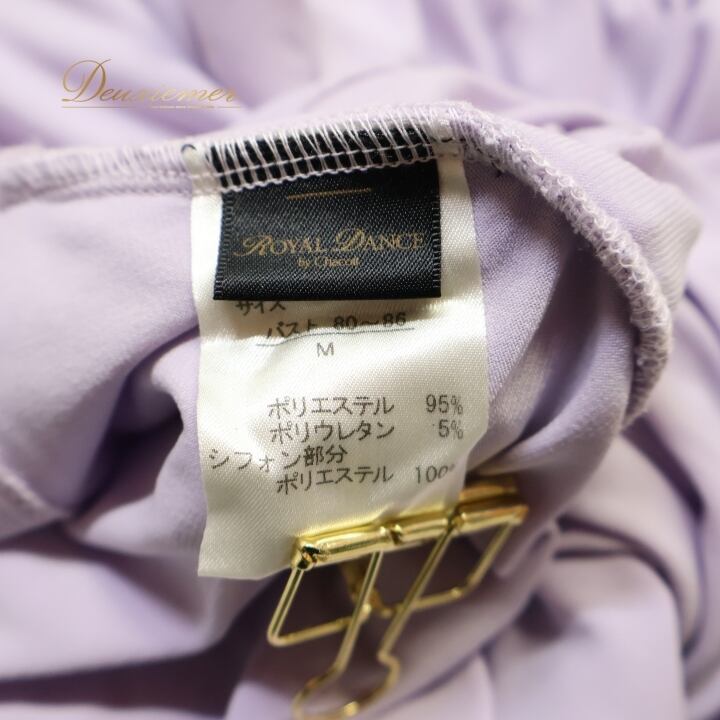 Deuxiemer
ROYAL DANCE
by Chacott
サイズ
バスト 80～86
M
ポリエステル 95%
ポリウレタン 5%
シフォン部分
ポリエステル 100%